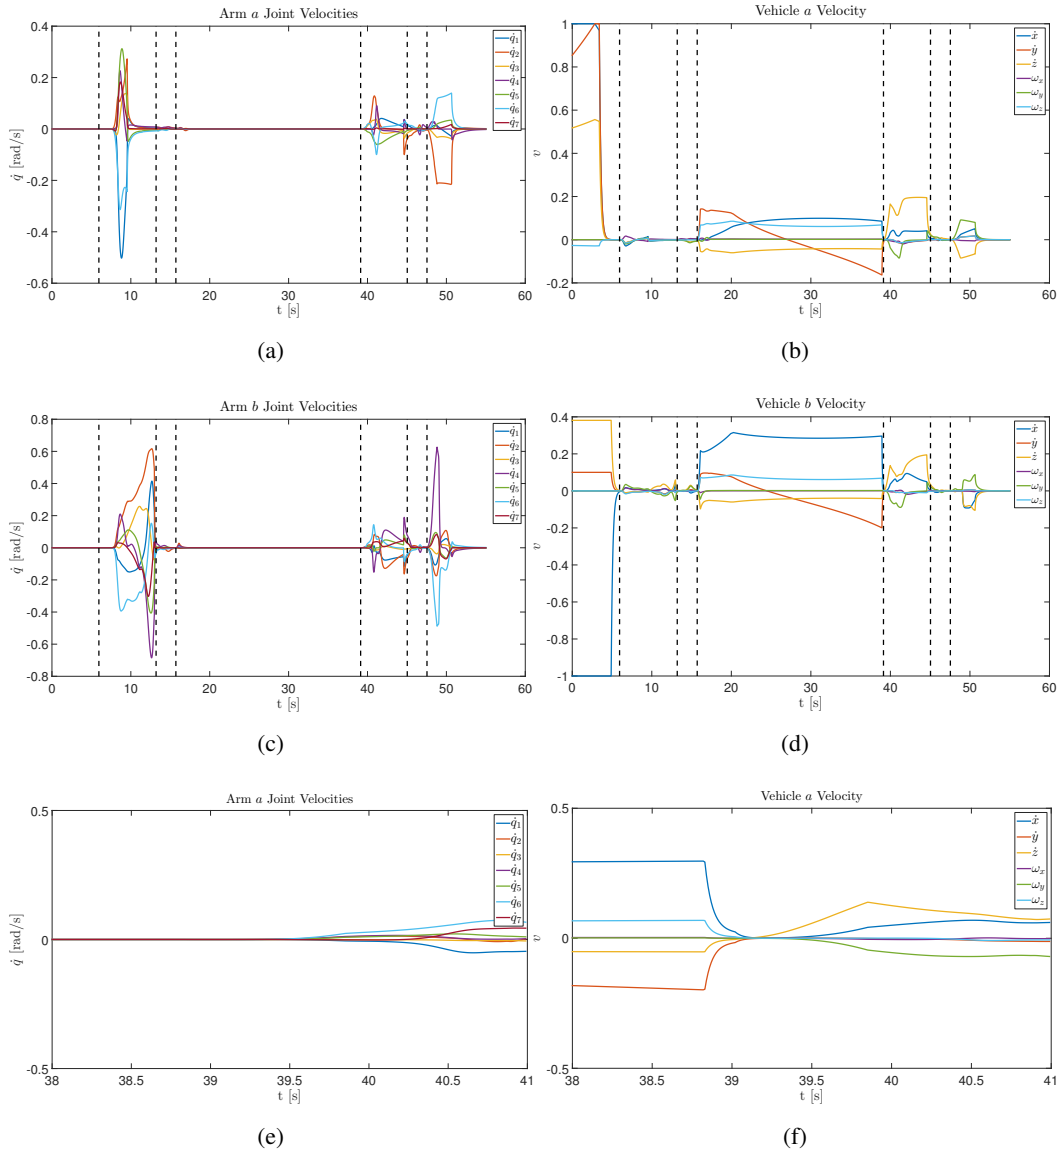 Arm a Joint Velocities
0.4
0.2
0
-0.2
-0.4
-0.6
q̇ [rad/s]
0 10 20 30 40 50 60
t [s]
q̇1
q̇2
q̇3
q̇4
q̇5
q̇6
q̇7
(a)
Vehicle a Velocity
1
0.8
0.6
0.4
0.2
0
-0.2
v
0 10 20 30 40 50 60
t [s]
ẋ
ẏ
ż
ωx
ωy
ωz
(b)
Arm b Joint Velocities
0.8
0.6
0.4
0.2
0
-0.2
-0.4
-0.6
-0.8
q̇ [rad/s]
0 10 20 30 40 50 60
t [s]
q̇1
q̇2
q̇3
q̇4
q̇5
q̇6
q̇7
(c)
Vehicle b Velocity
0.4
0.2
0
-0.2
-0.4
-0.6
-0.8
-1
v
0 10 20 30 40 50 60
t [s]
ẋ
ẏ
ż
ωx
ωy
ωz
(d)
Arm a Joint Velocities
0.5
0
-0.5
q̇ [rad/s]
38 38.5 39 39.5 40 40.5 41
t [s]
q̇1
q̇2
q̇3
q̇4
q̇5
q̇6
q̇7
(e)
Vehicle a Velocity
0.5
0
-0.5
v
38 38.5 39 39.5 40 40.5 41
t [s]
ẋ
ẏ
ż
ωx
ωy
ωz
(f)